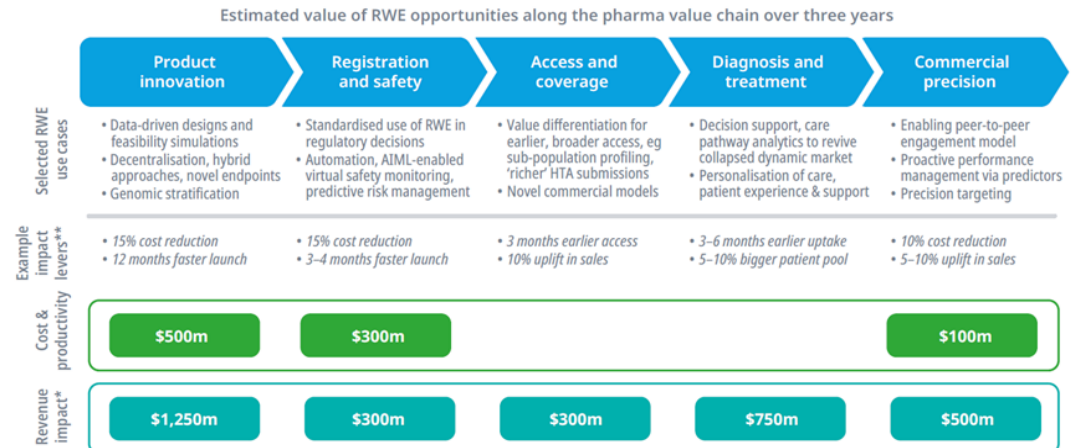 Estimated value of RWE opportunities along the pharma value chain over three years
Product
innovation
Registration
and safety
Access and
coverage
Diagnosis and
treatment
Commercial
precision
Selected RWE
use cases
• Data-driven designs and
feasibility simulations
• Decentralisation, hybrid
approaches, novel endpoints
• Genomic stratification
• Standardised use of RWE in
regulatory decisions
• Automation, AIML-enabled
virtual safety monitoring,
predictive risk management
• Value differentiation for
earlier, broader access, eg
sub-population profiling,
‘richer’ HTA submissions
• Novel commercial models
• Decision support, care
pathway analytics to revive
collapsed dynamic market
• Personalisation of care,
patient experience & support
• Enabling peer-to-peer
engagement model
• Proactive performance
management via predictors
• Precision targeting
Example
impact
levers**
• 15% cost reduction
• 12 months faster launch
• 15% cost reduction
• 3–4 months faster launch
• 3 months earlier access
• 10% uplift in sales
• 3–6 months earlier uptake
• 5–10% bigger patient pool
• 10% cost reduction
• 5–10% uplift in sales
Cost &
productivity
$500m
$300m
$100m
Revenue
impact*
$1,250m
$300m
$300m
$750m
$500m